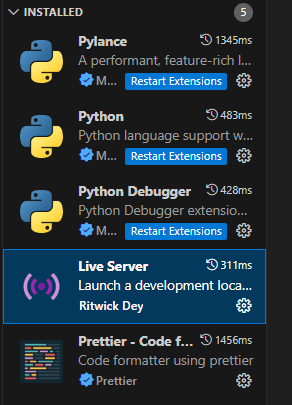 INSTALLED 5
Pylance 1345ms
A performant, feature-rich l...
M... Restart Extensions
Python 483ms
Python language support w...
M... Restart Extensions
Python Debugger 428ms
Python Debugger extensio...
M... Restart Extensions
Live Server 311ms
Launch a development loca...
Ritwick Dey
Prettier - Code f... 1456ms
Code formatter using prettier
Prettier